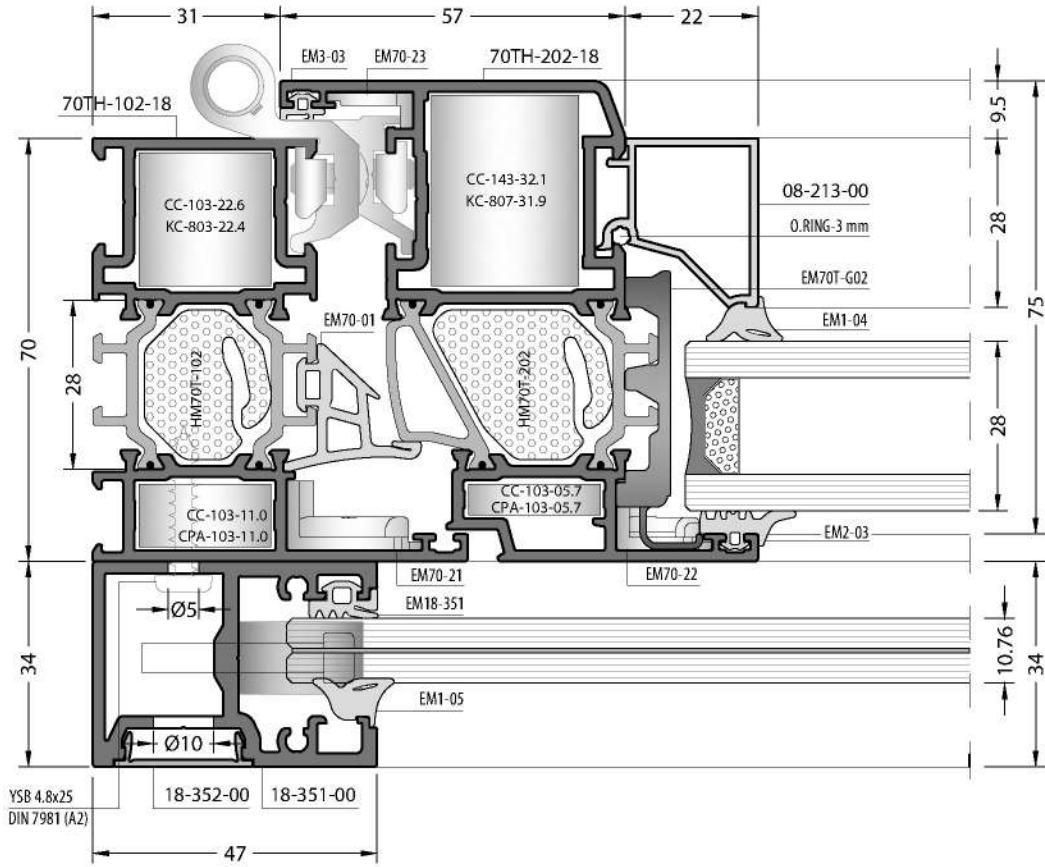 31
57
22
EM3-03
EM70-23
70TH-202-18
70TH-102-18
9.5
CC-103-22.6
KC-803-22.4
CC-143-32.1
KC-807-31.9
08-213-00
O.RING-3 mm
28
75
EM70T-G02
EM70-01
EM1-04
70
28
HM70T-102
HM70T-202
28
CC-103-11.0
CPA-103-11.0
CC-103-05.7
CPA-103-05.7
EM2-03
EM70-21
EM70-22
EM18-351
Ø5
34
10.76
34
EM1-05
Ø10
YSB 4.8x25
DIN 7981 (A2)
18-352-00
18-351-00
47